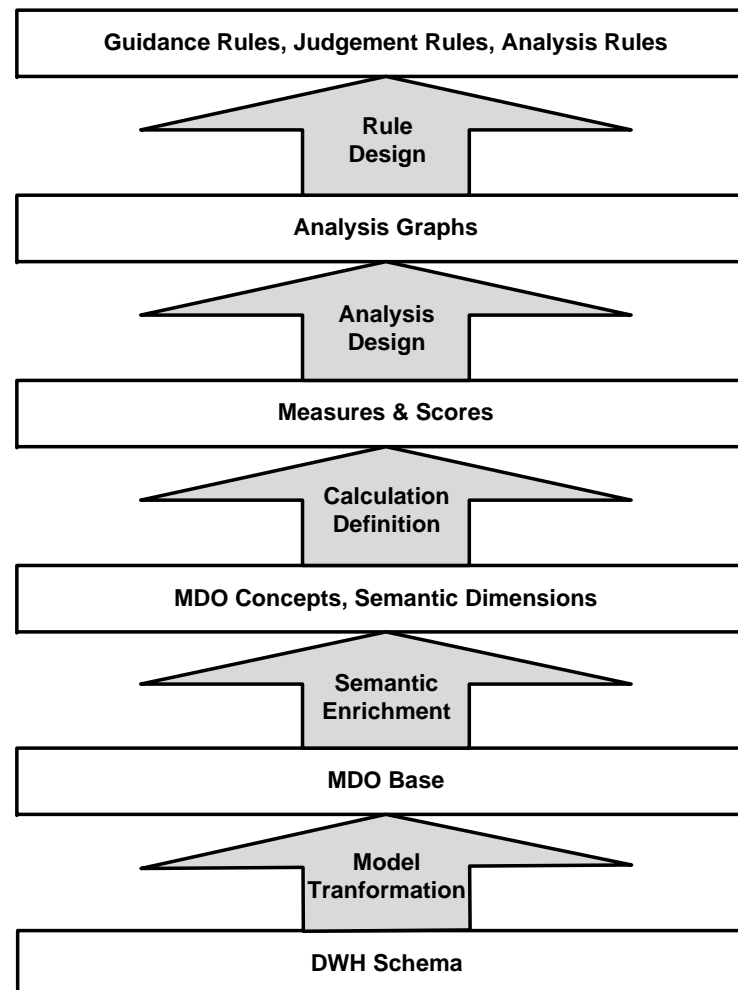 Guidance Rules, Judgement Rules, Analysis Rules
Rule
Design
Analysis Graphs
Analysis
Design
Measures & Scores
Calculation
Definition
MDO Concepts, Semantic Dimensions
Semantic
Enrichment
MDO Base
Model
Tranformation
DWH Schema